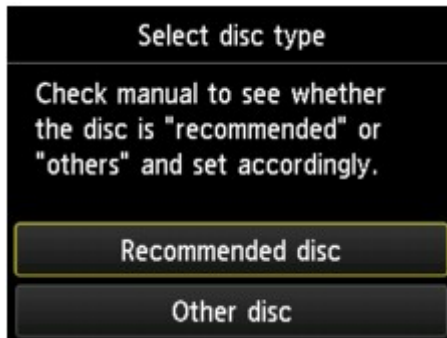 Select disc type
Check manual to see whether
the disc is "recommended" or
"others" and set accordingly.
Recommended disc
Other disc